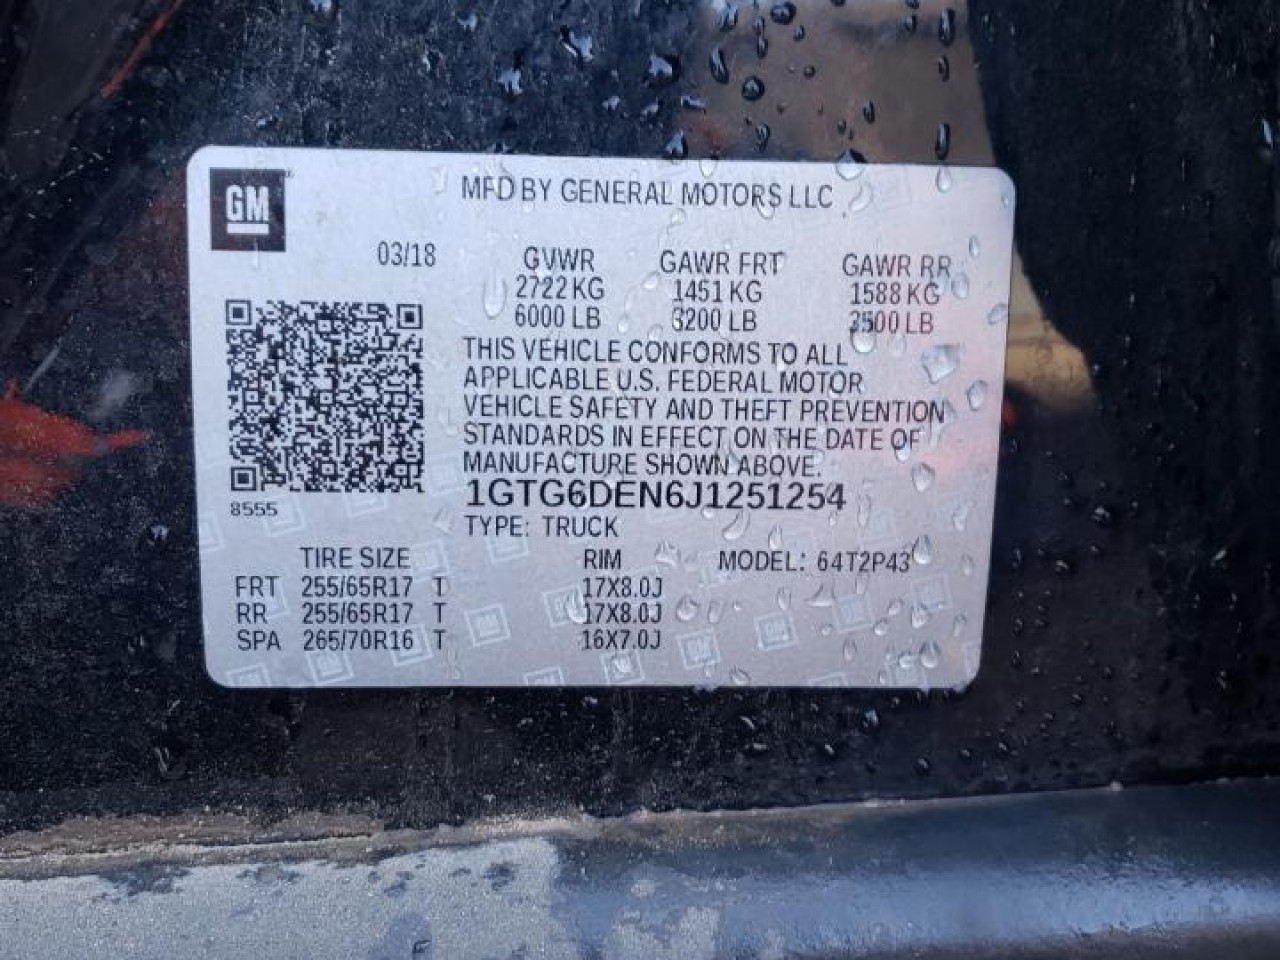 GM
MFD BY GENERAL MOTORS LLC
03/18 GVWR GAWR FRT GAWR RR
2722 KG 1451 KG 1588 KG
6000 LB 3200 LB 3500 LB
THIS VEHICLE CONFORMS TO ALL
APPLICABLE U.S. FEDERAL MOTOR
VEHICLE SAFETY AND THEFT PREVENTION
STANDARDS IN EFFECT ON THE DATE OF
MANUFACTURE SHOWN ABOVE.
1GTG6DEN6J1251254
8555
TYPE: TRUCK
TIRE SIZE RIM MODEL: 64T2P43
FRT 255/65R17 T 17X8.0J
RR 255/65R17 T 17X8.0J
SPA 265/70R16 T 16X7.0J